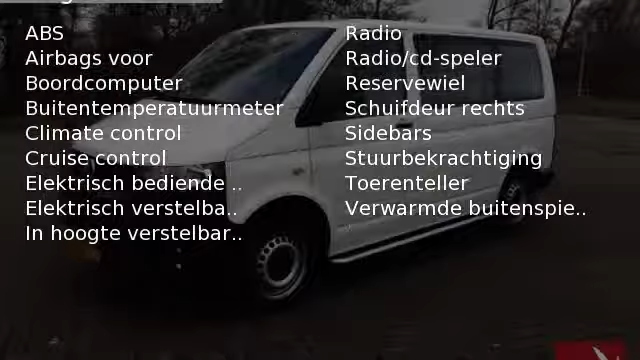 ABS
Airbags voor
Boordcomputer
Buitentemperatuurmeter
Climate control
Cruise control
Elektrisch bediende ..
Elektrisch verstelba..
In hoogte verstelbar..
Radio
Radio/cd-speler
Reservewiel
Schuifdeur rechts
Sidebars
Stuurbekrachtiging
Toerenteller
Verwarmde buitenspie..